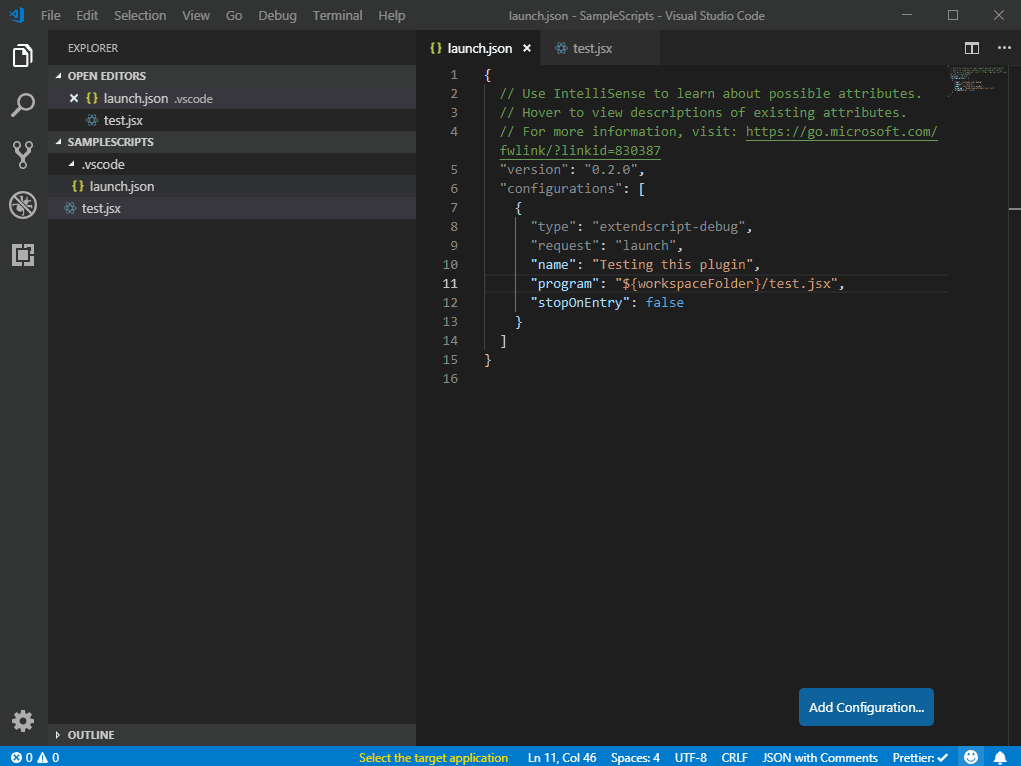 File Edit Selection View Go Debug Terminal Help launch.json - SampleScripts - Visual Studio Code
EXPLORER
OPEN EDITORS
launch.json .vscode
test.jsx
SAMPLESCRIPTS
.vscode
{} launch.json
test.jsx
OUTLINE
{} launch.json test.jsx
1 {
2 // Use IntelliSense to learn about possible attributes.
3 // Hover to view descriptions of existing attributes.
4 // For more information, visit: https://go.microsoft.com/
fwlink/?linkid=830387
5 "version": "0.2.0",
6 "configurations": [
7 {
8 "type": "extendscript-debug",
9 "request": "launch",
10 "name": "Testing this plugin",
11 "program": "${workspaceFolder}/test.jsx",
12 "stopOnEntry": false
13 }
14 ]
15 }
16
Add Configuration...
0 0 Select the target application Ln 11, Col 46 Spaces: 4 UTF-8 CRLF JSON with Comments Prettier: ✓